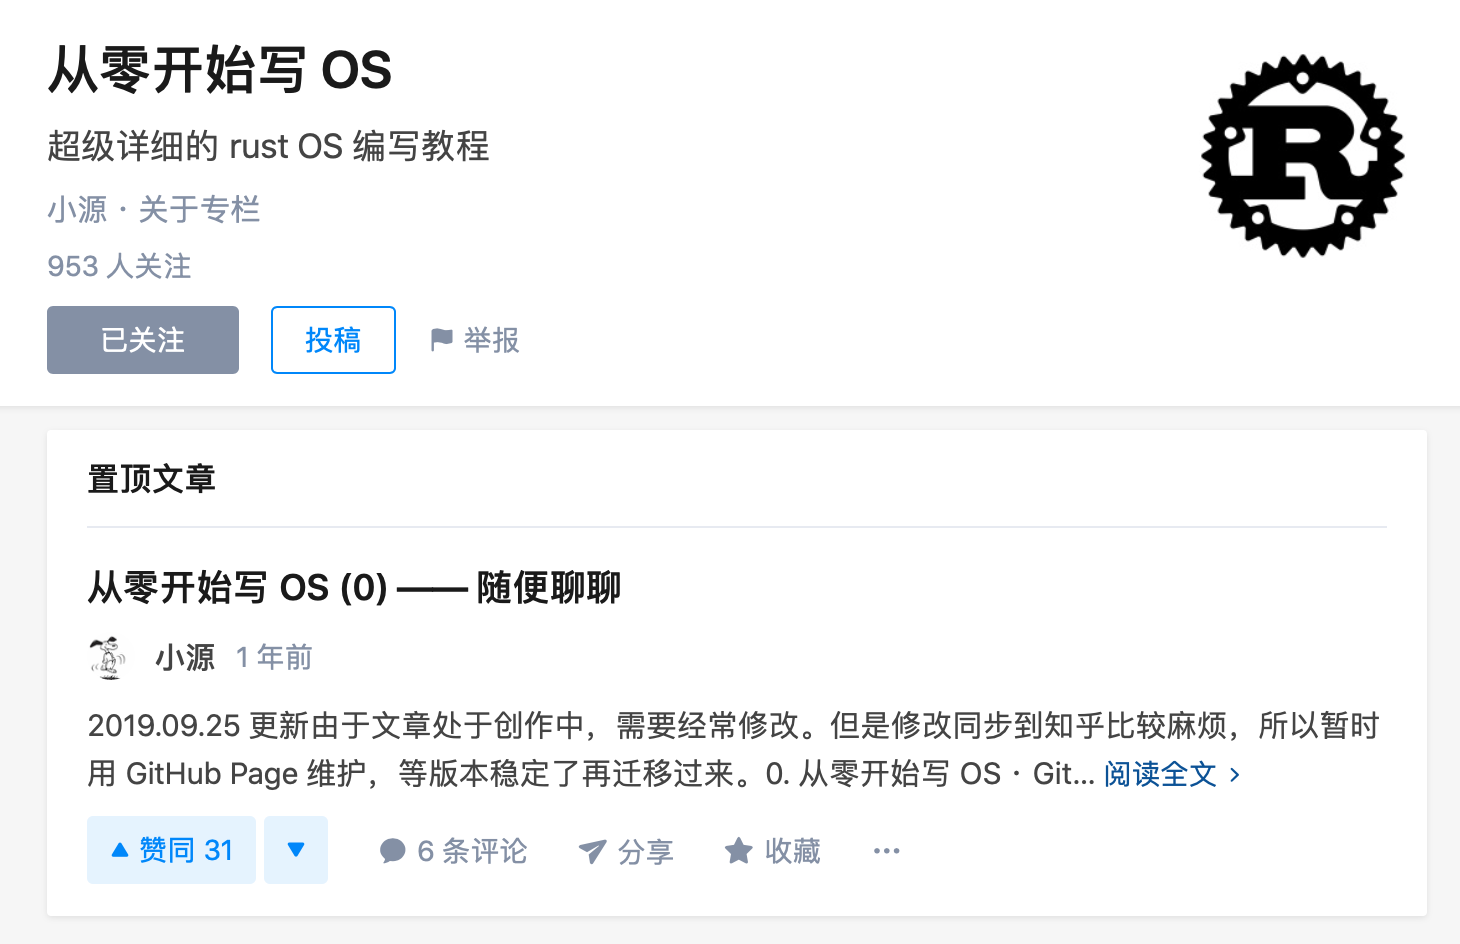 从零开始写 OS
超级详细的 rust OS 编写教程
小源 · 关于专栏
953 人关注
已关注 投稿 举报
置顶文章
从零开始写 OS (0) —— 随便聊聊
小源 1 年前
2019.09.25 更新由于文章处于创作中，需要经常修改。但是修改同步到知乎比较麻烦，所以暂时
用 GitHub Page 维护，等版本稳定了再迁移过来。0. 从零开始写 OS · Git... 阅读全文 ›
▲ 赞同 31 ▼ 6 条评论 分享 收藏 ···